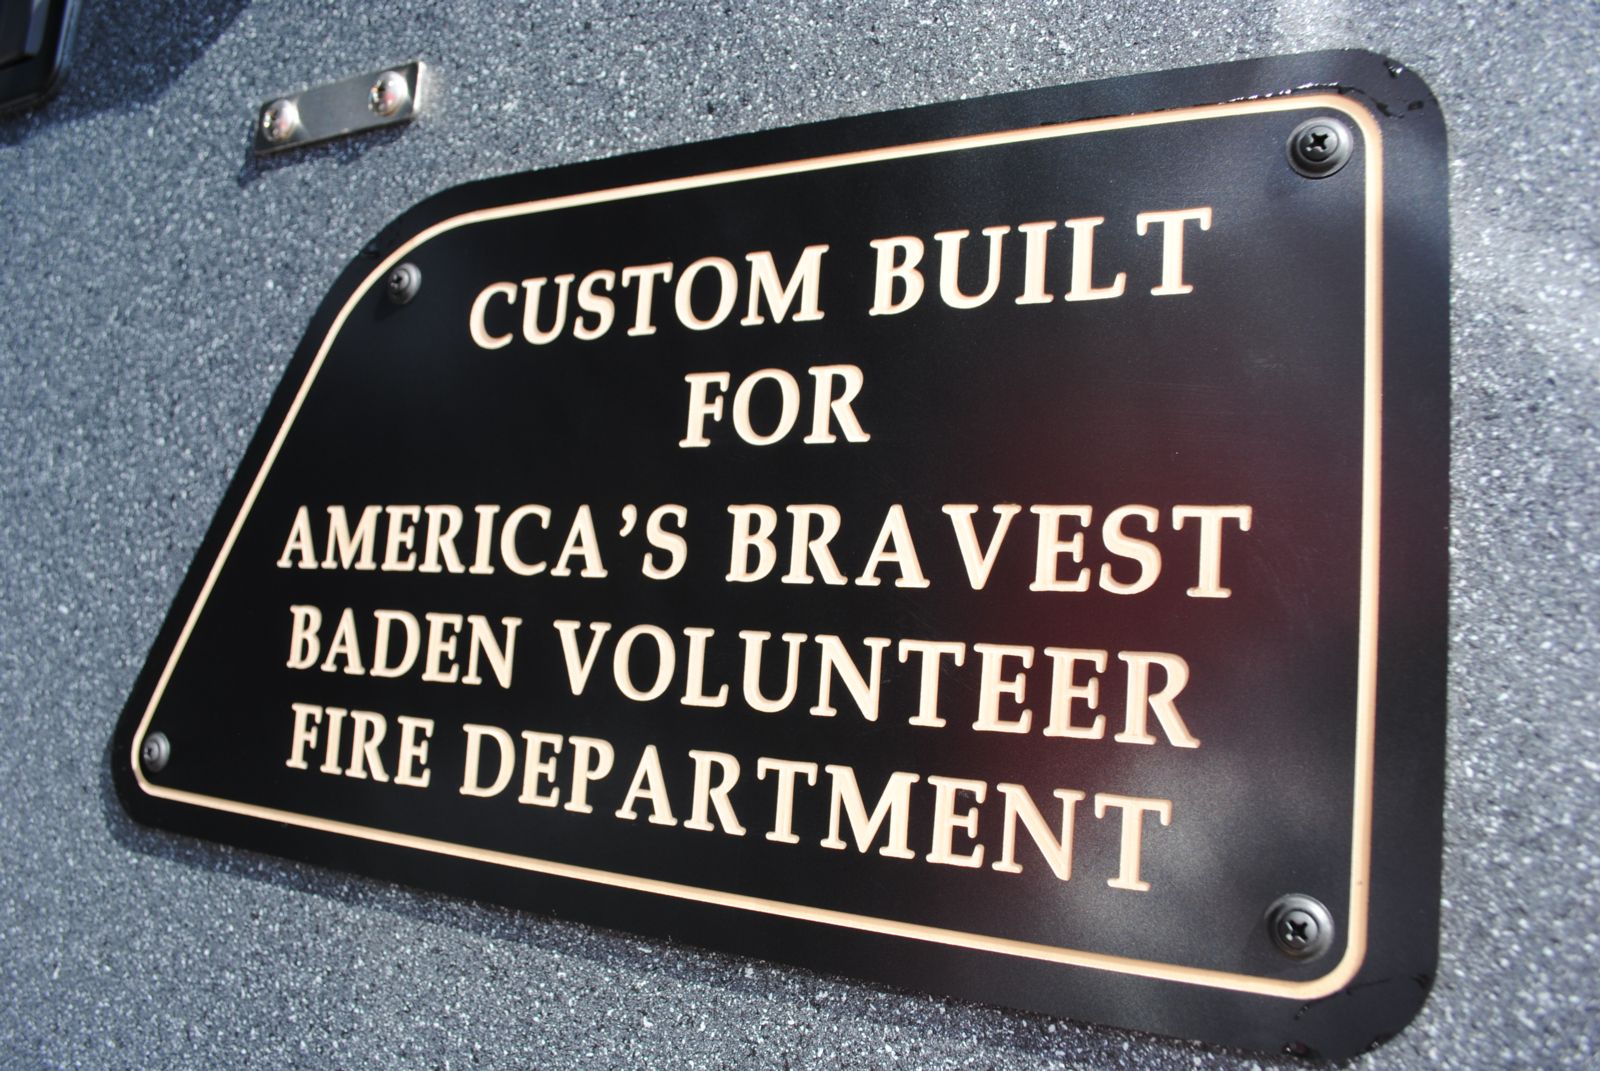 CUSTOM BUILT
FOR
AMERICA'S BRAVEST
BADEN VOLUNTEER
FIRE DEPARTMENT